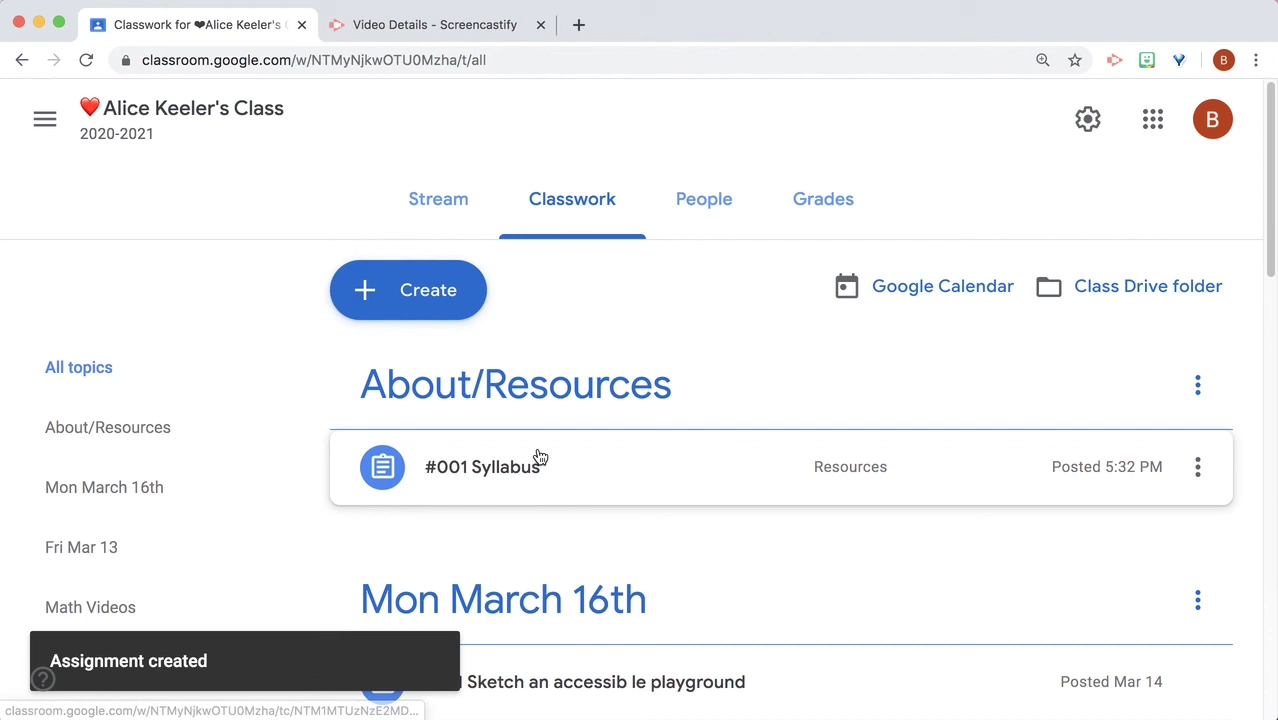 Classwork for ❤Alice Keeler's C
Video Details - Screencastify
classroom.google.com/w/NTMyNjkwOTU0Mzha/t/all
B
❤️Alice Keeler's Class
2020-2021
B
Stream
Classwork
People
Grades
Create
Google Calendar
Class Drive folder
All topics
About/Resources
About/Resources
#001 Syllabus
Resources
Posted 5:32 PM
Mon March 16th
Fri Mar 13
Mon March 16th
Math Videos
Assignment created
Sketch an accessib le playground
Posted Mar 14
classroom.google.com/w/NTMyNjkwOTU0Mzha/tc/NTM1MTUzNzE2MD...